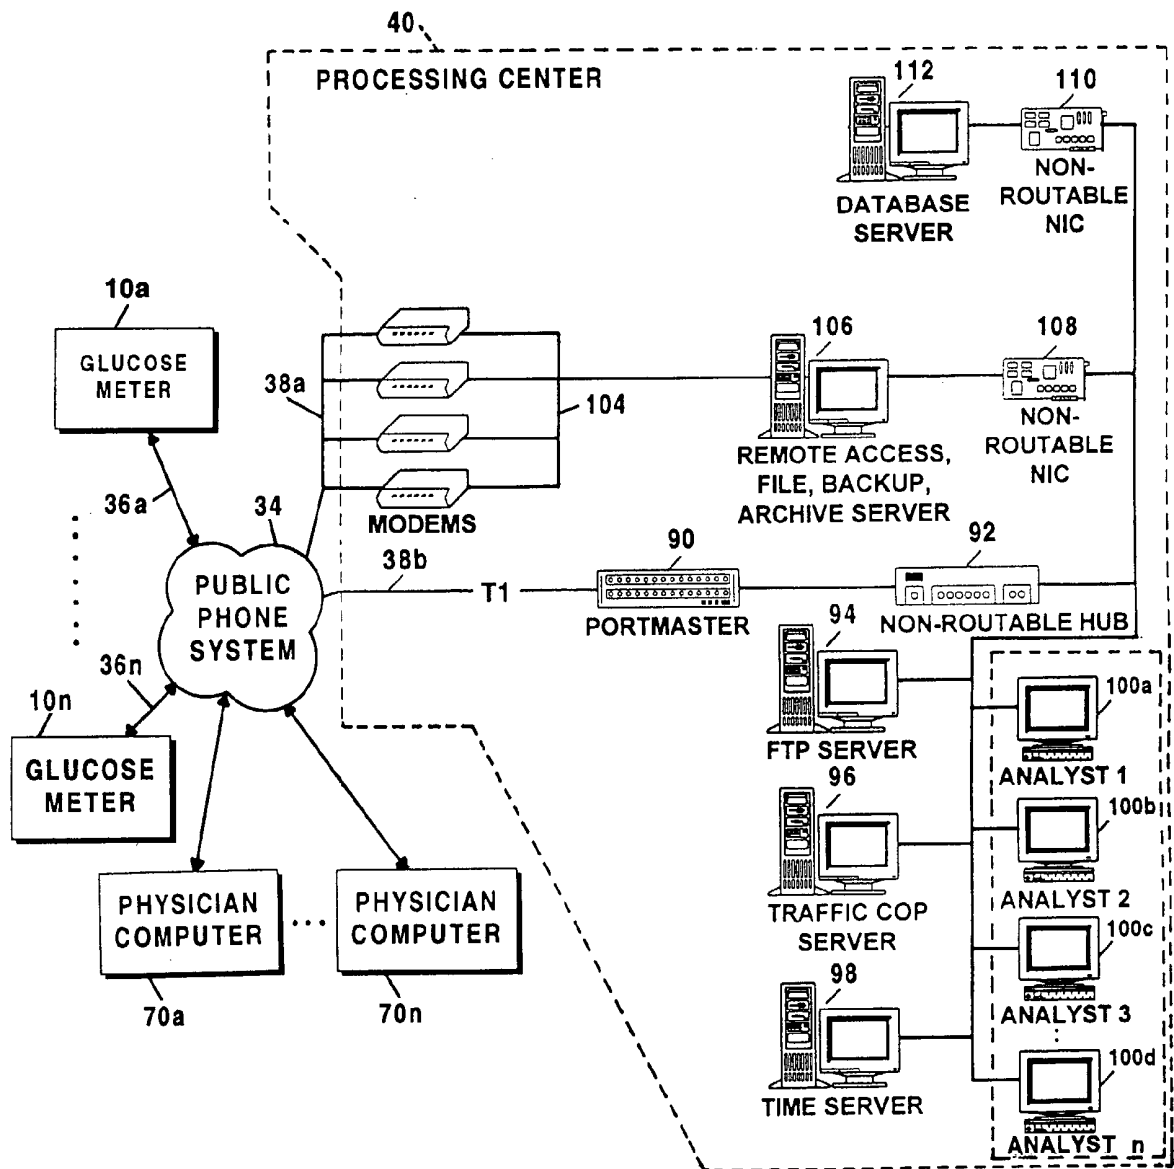 40
PROCESSING CENTER
112
110
DATABASE
SERVER
NON-
ROUTABLE
NIC
10a
GLUCOSE
METER
38a
104
106
108
REMOTE ACCESS,
FILE, BACKUP,
ARCHIVE SERVER
NON-
ROUTABLE
NIC
MODEMS
36a
34
PUBLIC
PHONE
SYSTEM
38b
T1
90
PORTMASTER
92
NON-ROUTABLE HUB
36n
10n
GLUCOSE
METER
94
FTP SERVER
100a
ANALYST 1
96
TRAFFIC COP
SERVER
100b
ANALYST 2
PHYSICIAN
COMPUTER
70a
PHYSICIAN
COMPUTER
70n
100c
ANALYST 3
98
TIME SERVER
100d
ANALYST n